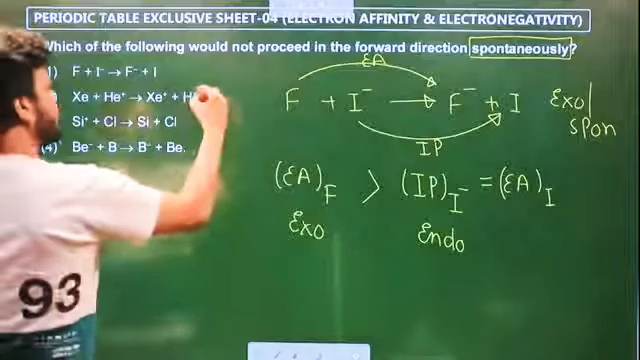 PERIODIC TABLE EXCLUSIVE SHEET-04 (ELECTRON AFFINITY & ELECTRONEGATIVITY)
Which of the following would not proceed in the forward direction spontaneously?
1) F + I⁻ → F⁻ + I
Xe + He⁺ → Xe⁺ + H
Si⁺ + Cl → Si + Cl
(4) Be⁻ + B → B⁻ + Be.
EA
F + I⁻ → F⁻ + I Exo/
spon
IP
(EA)F > (IP)I⁻ = (EA)I
Exo Endo
93